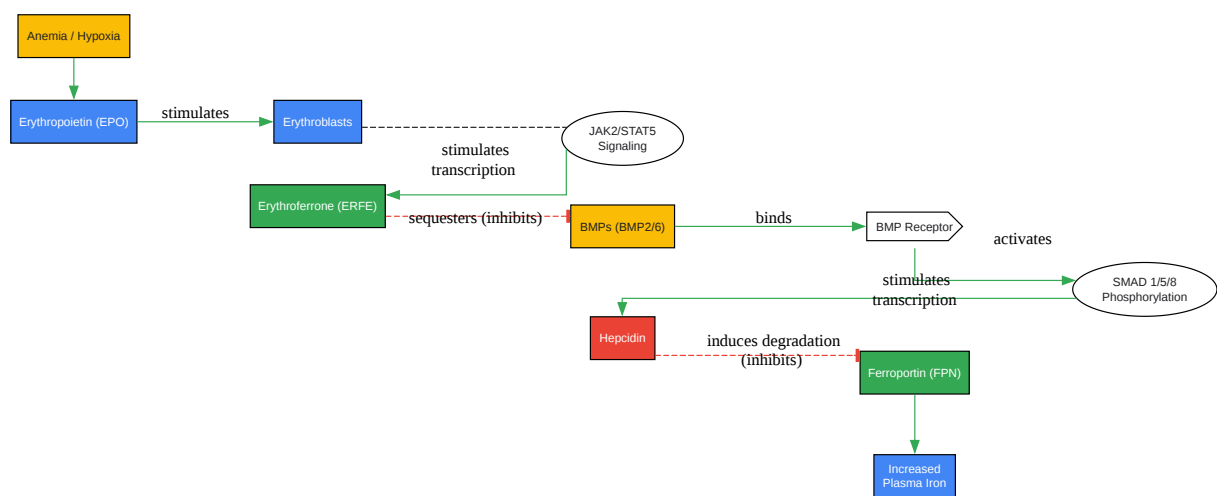 Anemia / Hypoxia
Erythropoietin (EPO)
stimulates
Erythroblasts
JAK2/STAT5
Signaling
stimulates
transcription
Erythroferrone (ERFE)
sequesters (inhibits)
BMPs (BMP2/6)
binds
BMP Receptor
activates
SMAD 1/5/8
Phosphorylation
stimulates
transcription
Hepcidin
induces degradation
(inhibits)
Ferroportin (FPN)
Increased
Plasma Iron